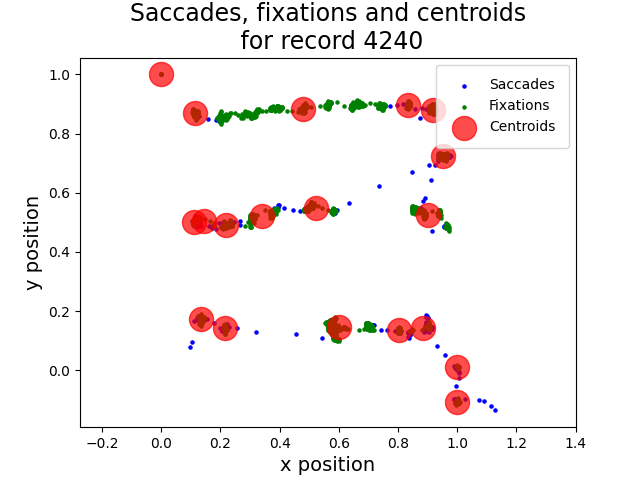 Saccades, fixations and centroids
for record 4240
Saccades
Fixations
Centroids
1.0
0.8
0.6
0.4
0.2
0.0
y position
−0.2 0.0 0.2 0.4 0.6 0.8 1.0 1.2 1.4
x position